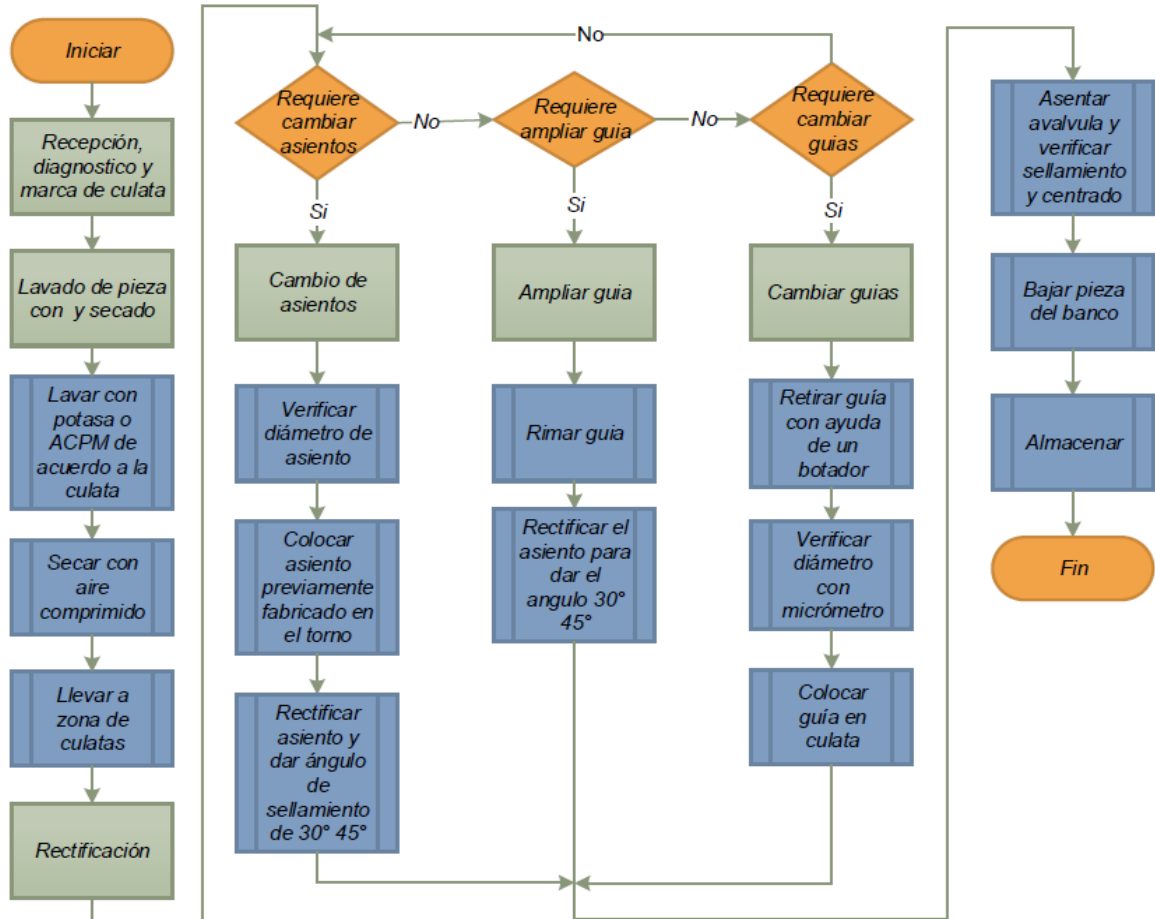 Iniciar
Recepción,
diagnostico y
marca de culata
Lavado de pieza
con y secado
Lavar con
potasa o
ACPM de
acuerdo a la
culata
Secar con
aire
comprimido
Llevar a
zona de
culatas
Rectificación
No
Requiere
cambiar
asientos
No
Requiere
ampliar guia
No
Requiere
cambiar
guias
Si
Si
Si
Cambio de
asientos
Verificar
diámetro de
asiento
Colocar
asiento
previamente
fabricado en
el torno
Rectificar
asiento y
dar ángulo
de
sellamiento
de 30° 45°
Ampliar guia
Rimar guia
Rectificar el
asiento para
dar el
angulo 30°
45°
Cambiar guias
Retirar guía
con ayuda
de un
botador
Verificar
diámetro
con
micrómetro
Colocar
guía en
culata
Asentar
avalvula y
verificar
sellamiento
y centrado
Bajar pieza
del banco
Almacenar
Fin